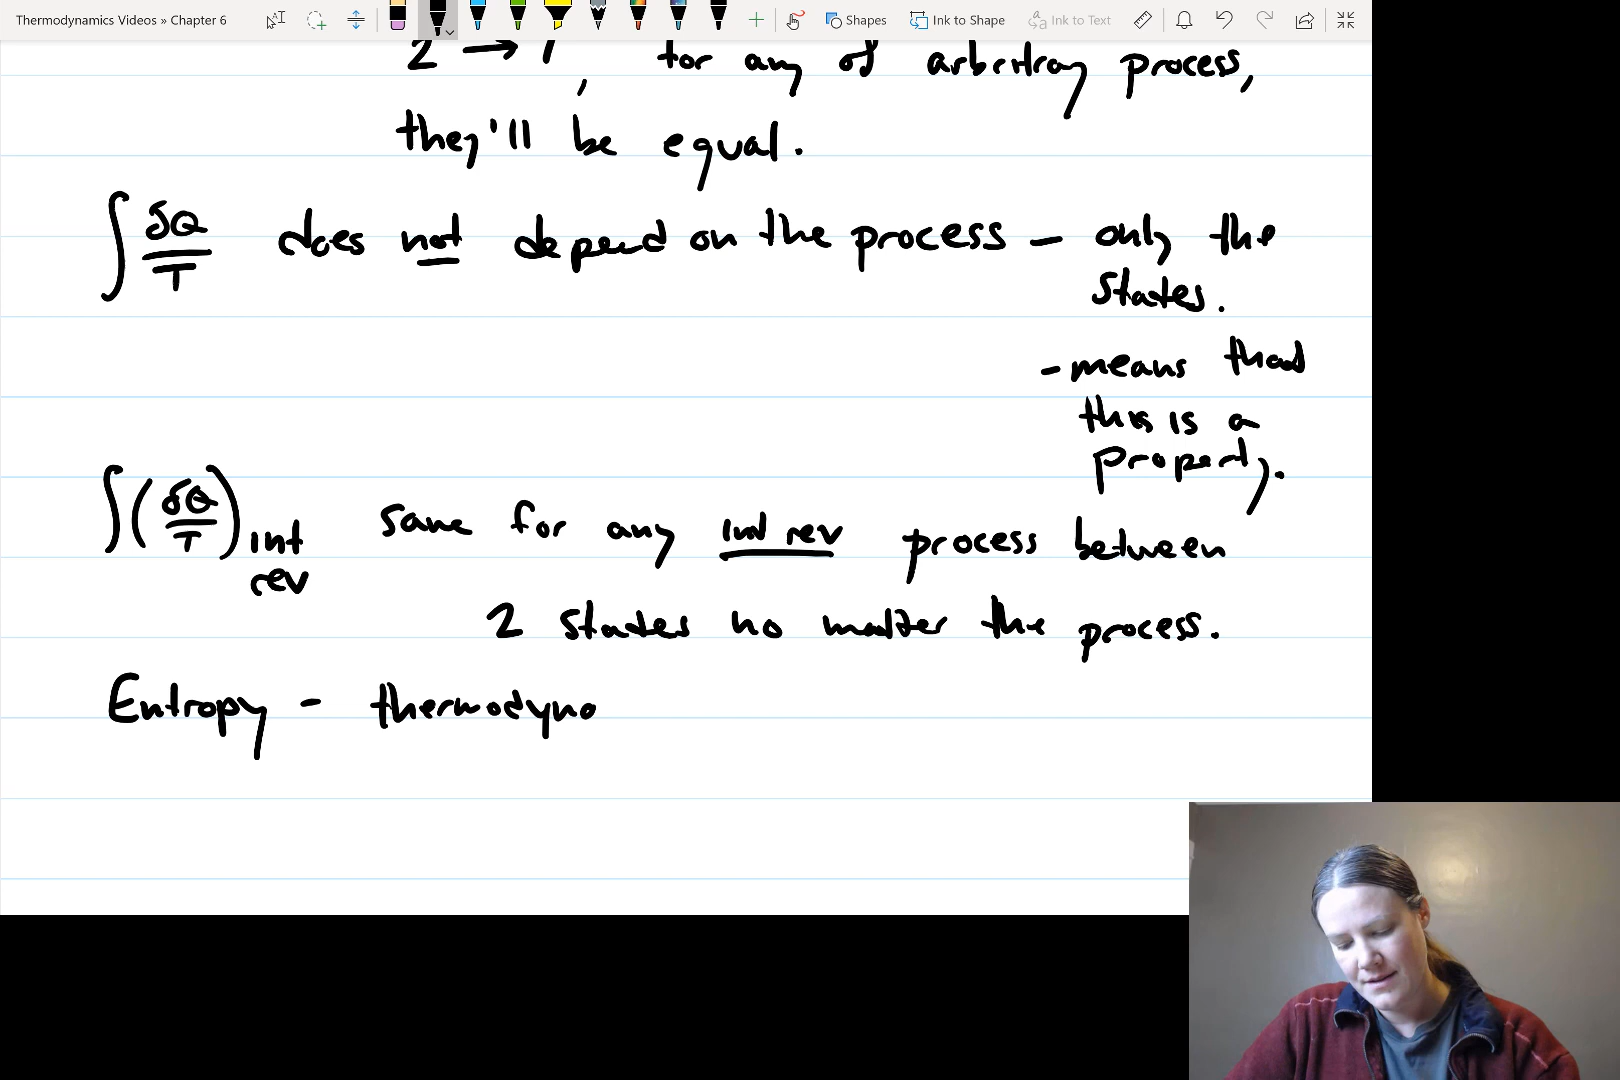 Thermodynamics Videos » Chapter 6
Shapes
Ink to Shape
Ink to Text
2 → 1, for any of arbritray process,
they'll be equal.
∫ δQ/T does not depend on the process – only the
states.
- means that
this is a
property.
∫(δQ/T) int rev same for any int rev process between
2 states no matter the process.
Entropy - thermodyna